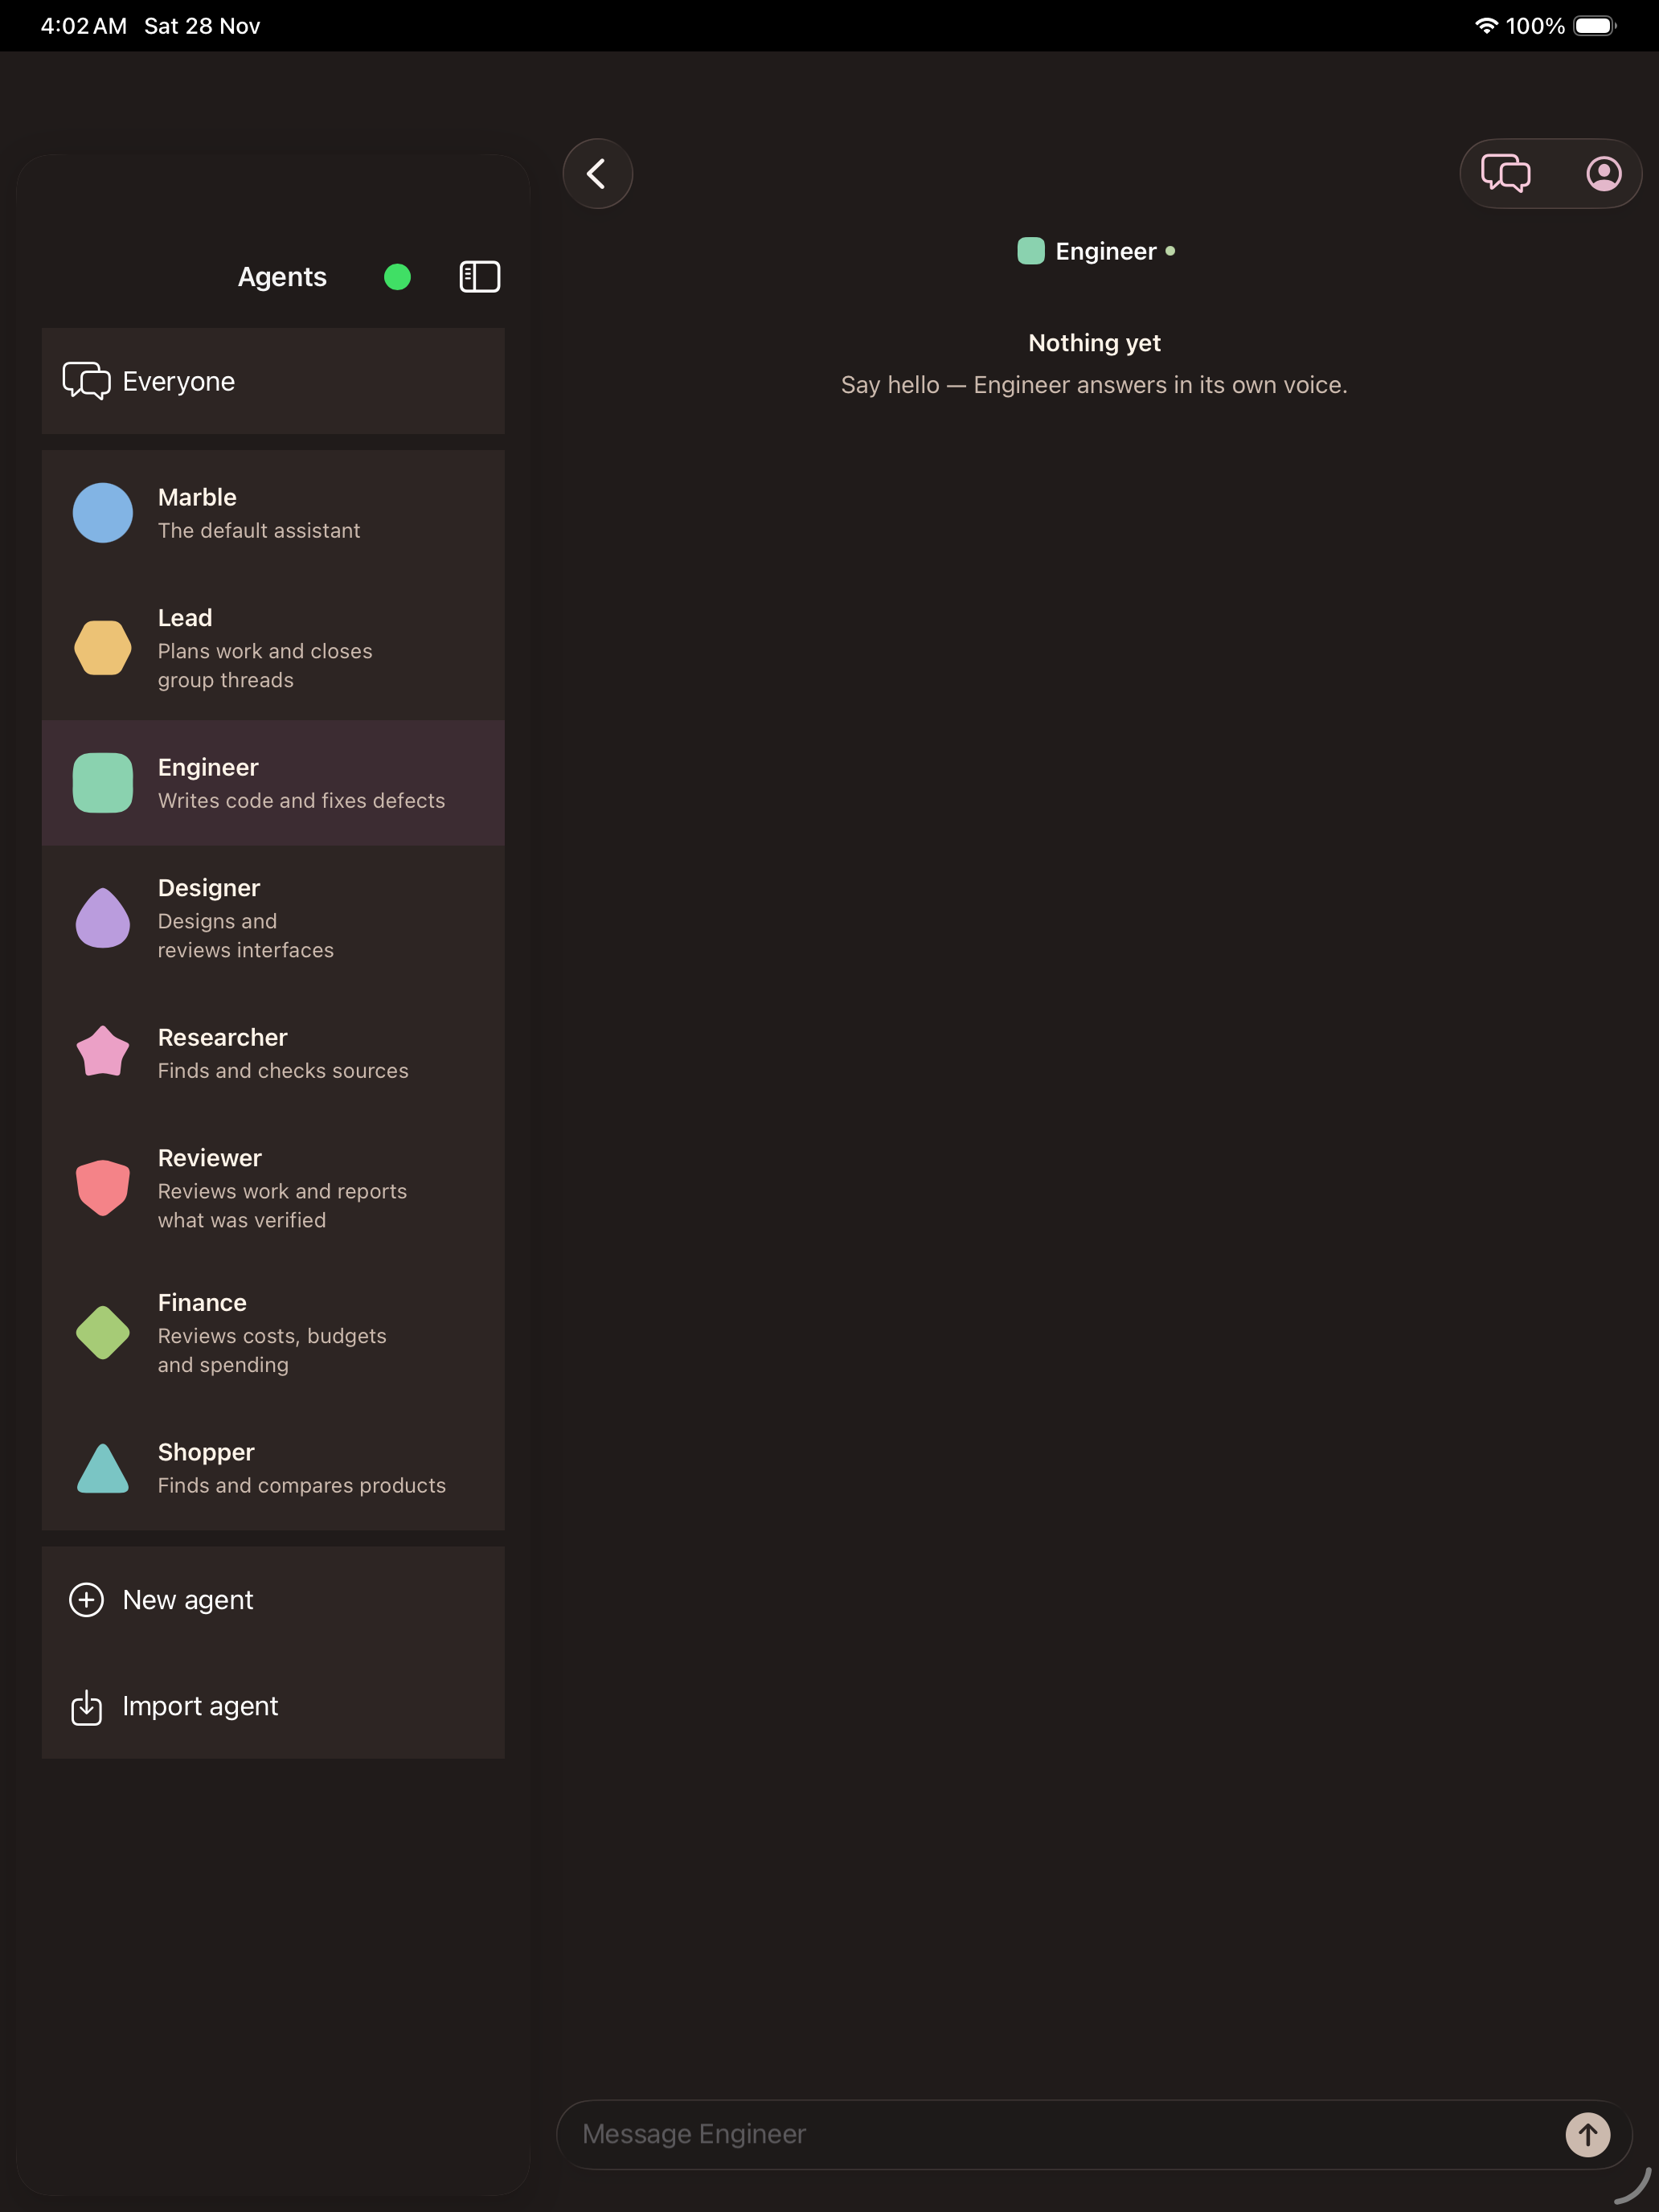 4:02 AM Sat 28 Nov
100%
Agents
Everyone
Marble
The default assistant
Lead
Plans work and closes
group threads
Engineer
Writes code and fixes defects
Designer
Designs and
reviews interfaces
Researcher
Finds and checks sources
Reviewer
Reviews work and reports
what was verified
Finance
Reviews costs, budgets
and spending
Shopper
Finds and compares products
New agent
Import agent
Engineer
Nothing yet
Say hello — Engineer answers in its own voice.
Message Engineer